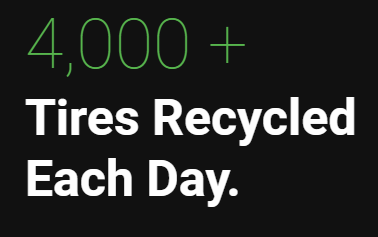 4,000 +
Tires Recycled
Each Day.